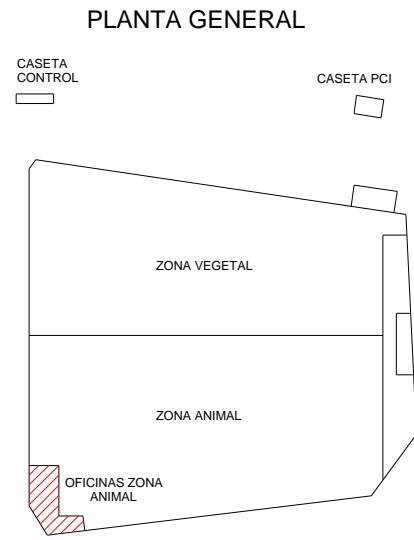 PLANTA GENERAL
CASETA
CONTROL
CASETA PCI
ZONA VEGETAL
ZONA ANIMAL
OFICINAS ZONA
ANIMAL